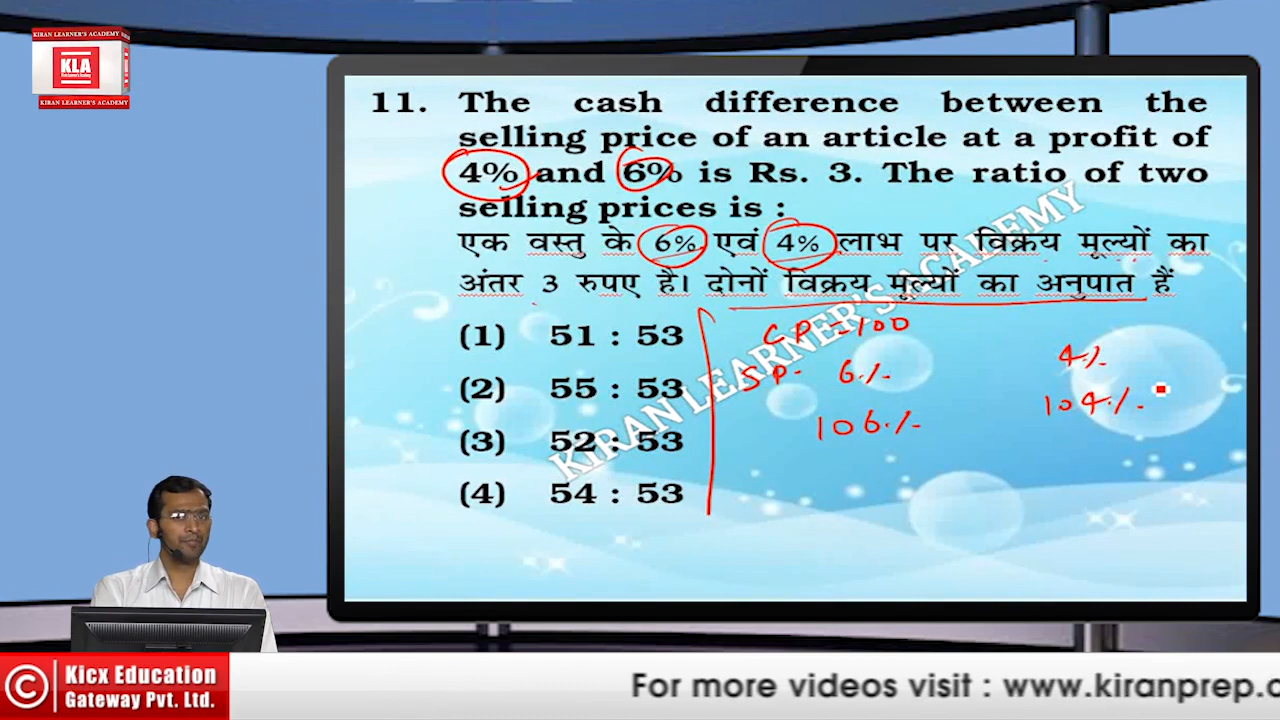 KIRAN LEARNER'S ACADEMY
KLA
Kiran Learner's Academy
KIRAN LEARNER'S ACADEMY
11. The cash difference between the
selling price of an article at a profit of
4% and 6% is Rs. 3. The ratio of two
selling prices is :
एक वस्तु के 6% एवं 4% लाभ पर विक्रय मूल्यों का
अंतर 3 रुपए है। दोनों विक्रय मूल्यों का अनुपात हैं
(1) 51 : 53
(2) 55 : 53
(3) 52 : 53
(4) 54 : 53
CP = 100
SP- 6%
4%
106%
104%
KIRAN LEARNER'S ACADEMY
© Kicx Education
Gateway Pvt. Ltd.
For more videos visit : www.kiranprep.c